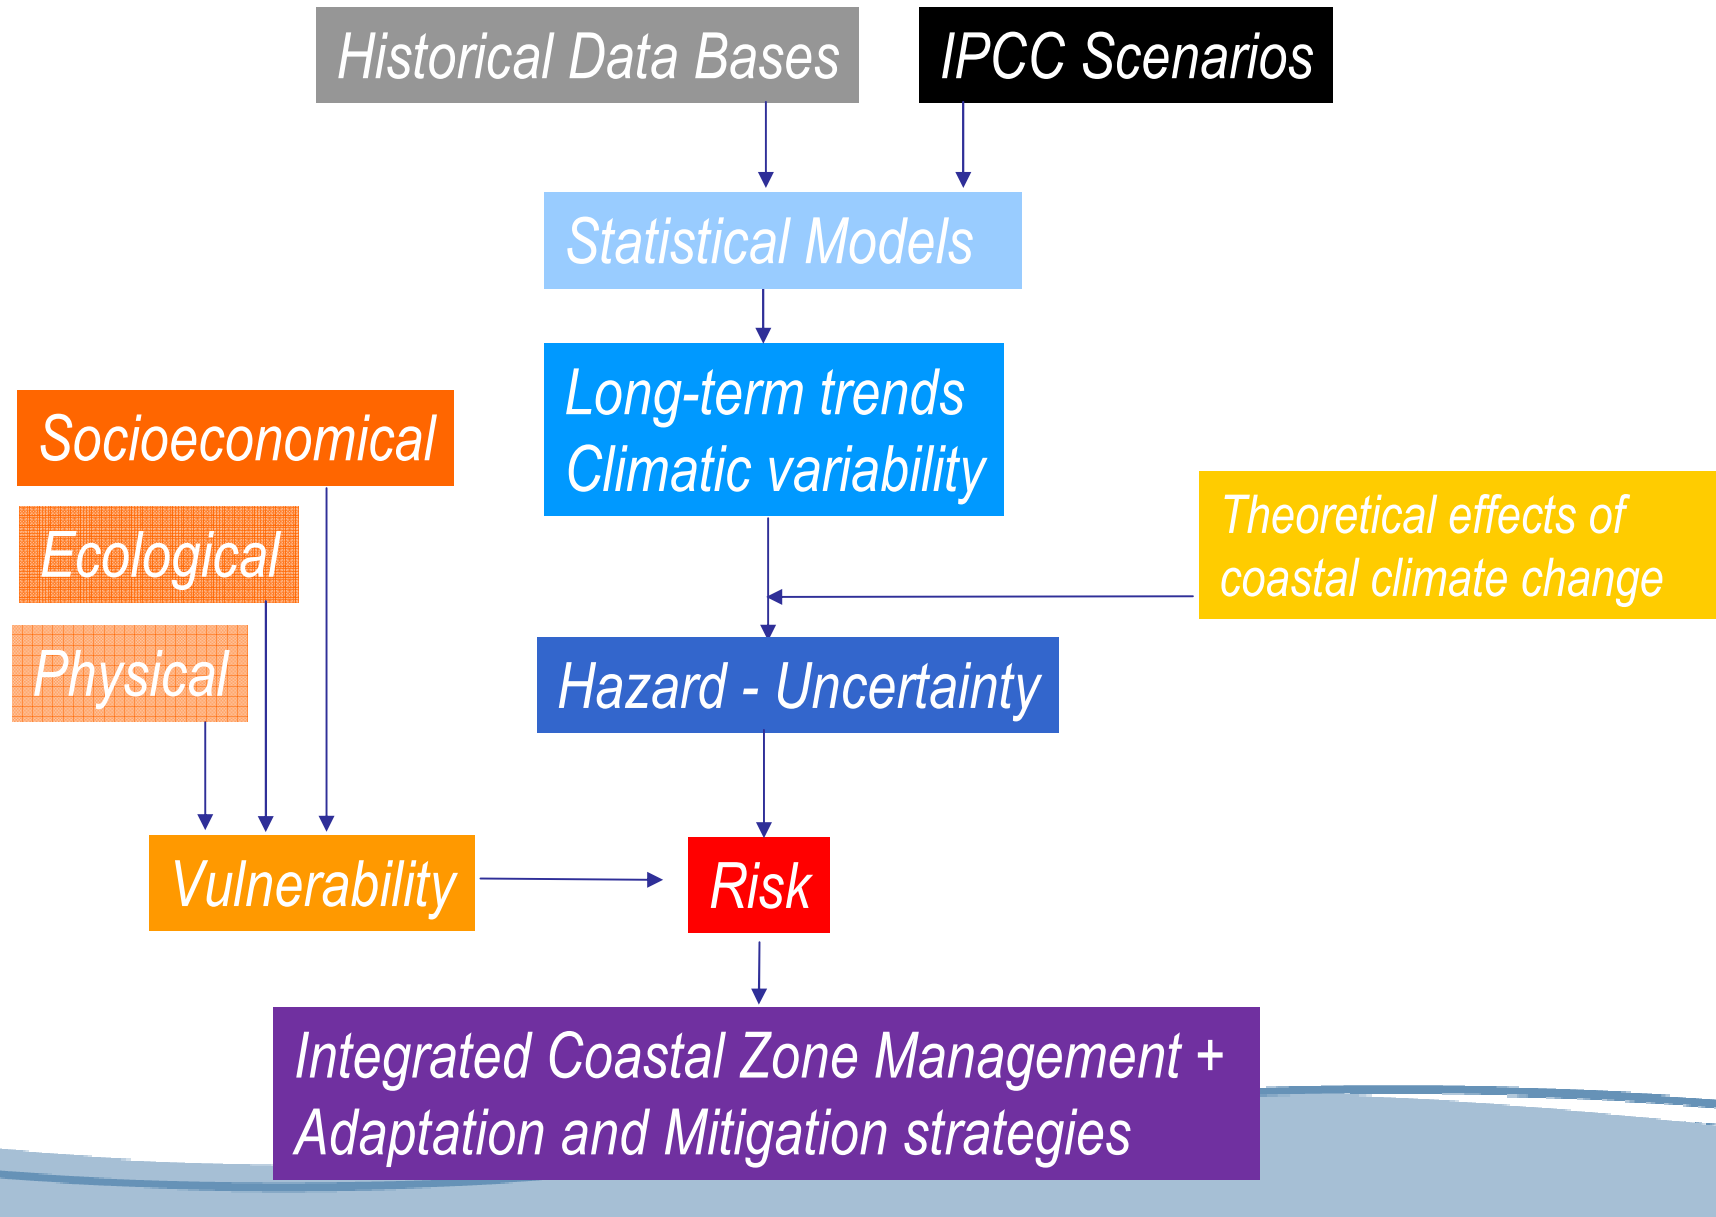 Historical Data Bases
IPCC Scenarios
Statistical Models
Long-term trends
Climatic variability
Socioeconomical
Ecological
Physical
Theoretical effects of
coastal climate change
Hazard - Uncertainty
Vulnerability
Risk
Integrated Coastal Zone Management +
Adaptation and Mitigation strategies